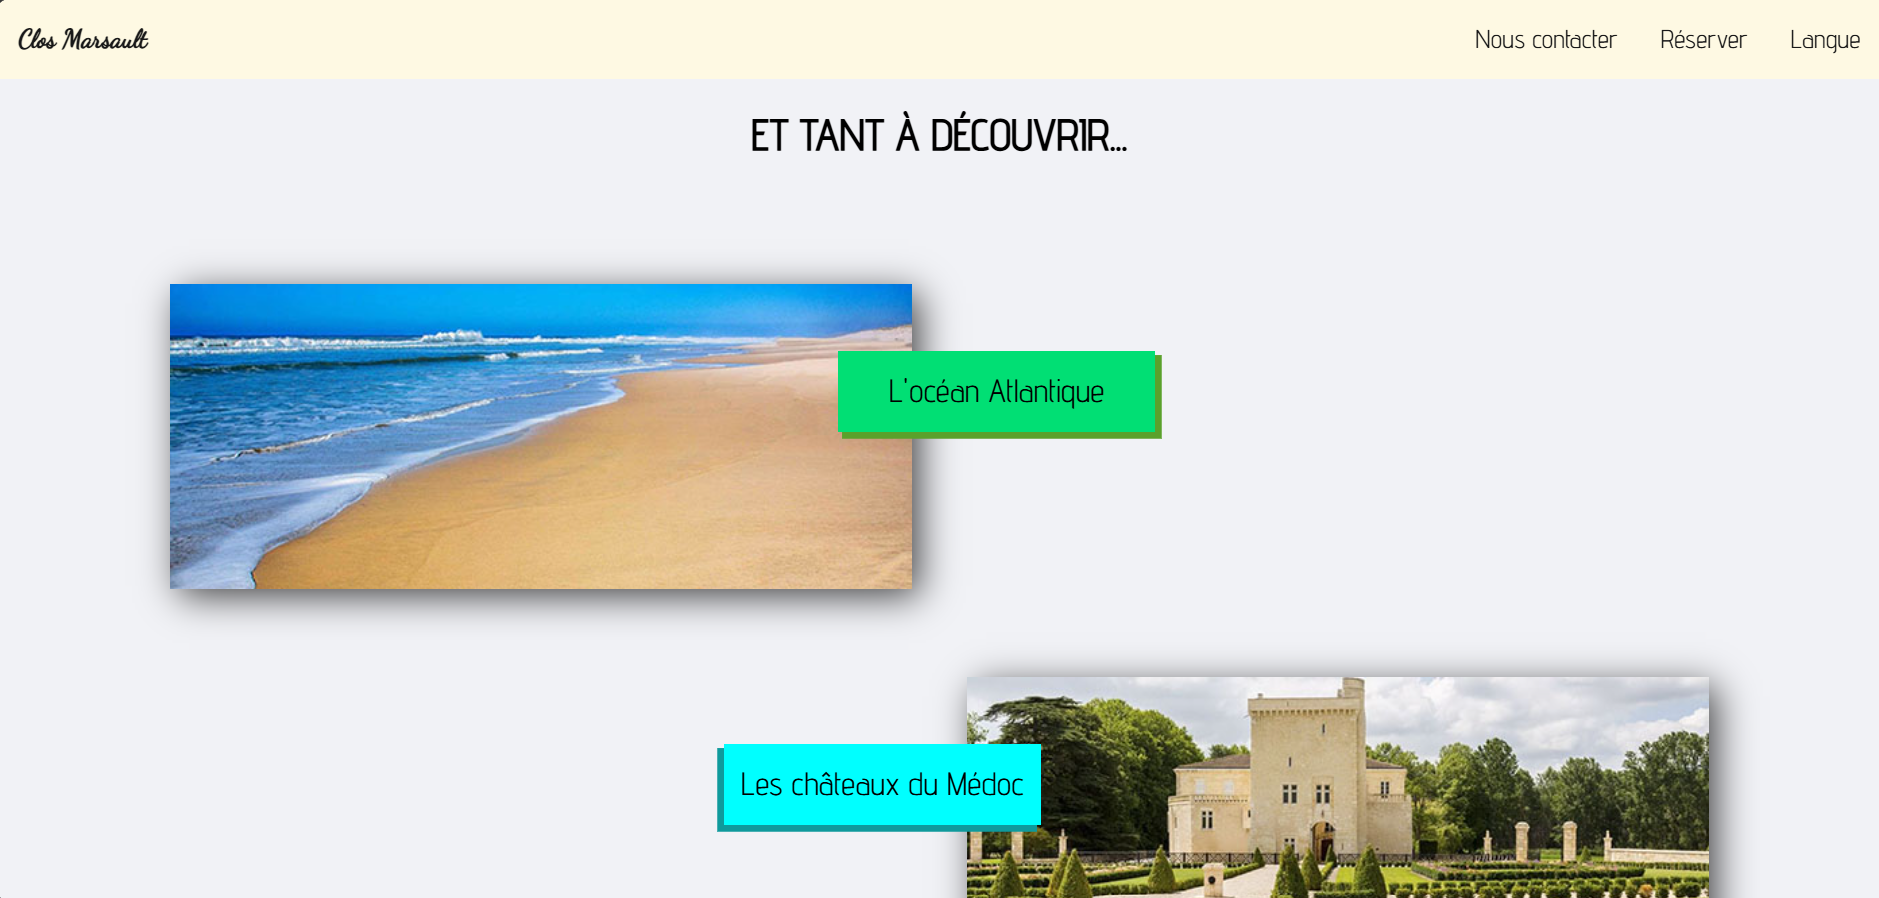 Clos Marsault
Nous contacter
Réserver
Langue
ET TANT À DÉCOUVRIR...
L'océan Atlantique
Les châteaux du Médoc